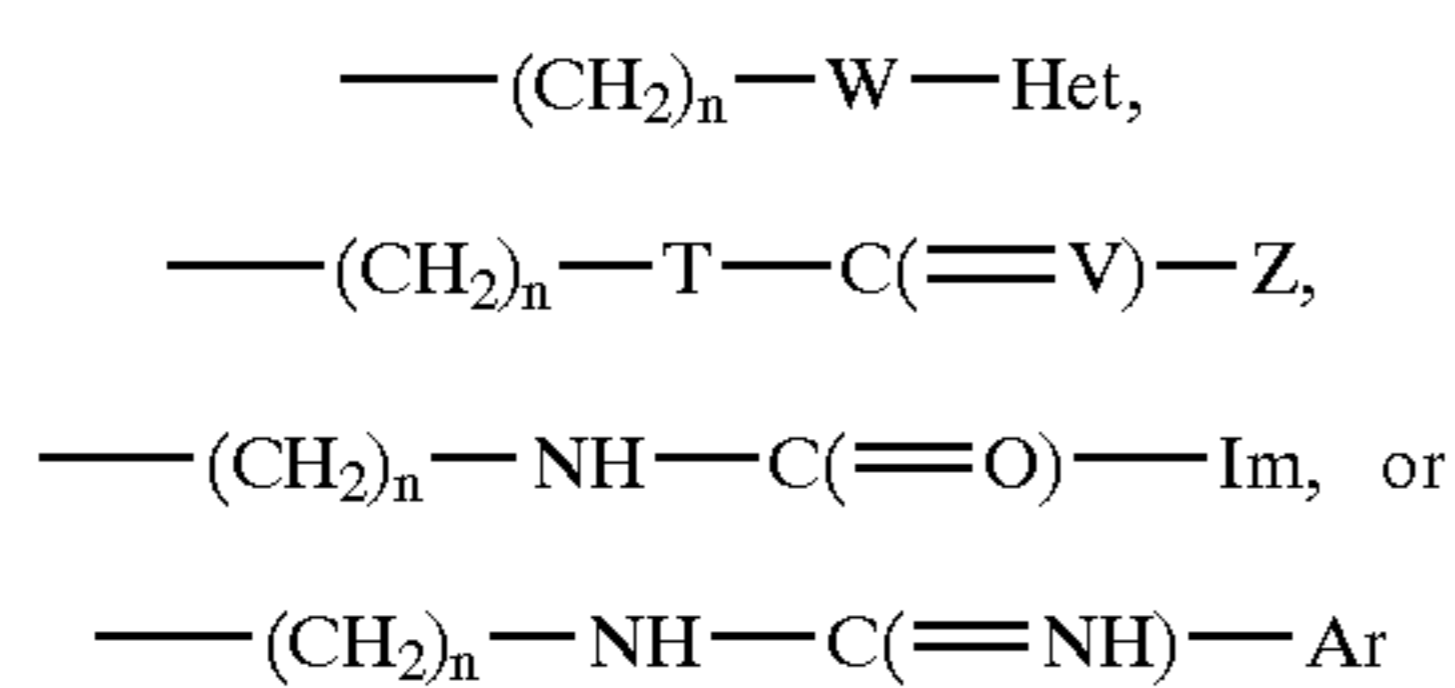 —(CH₂)ₙ—W—Het,
—(CH₂)ₙ—T—C(=V)—Z,
—(CH₂)ₙ—NH—C(=O)—Im, or
—(CH₂)ₙ—NH—C(=NH)—Ar